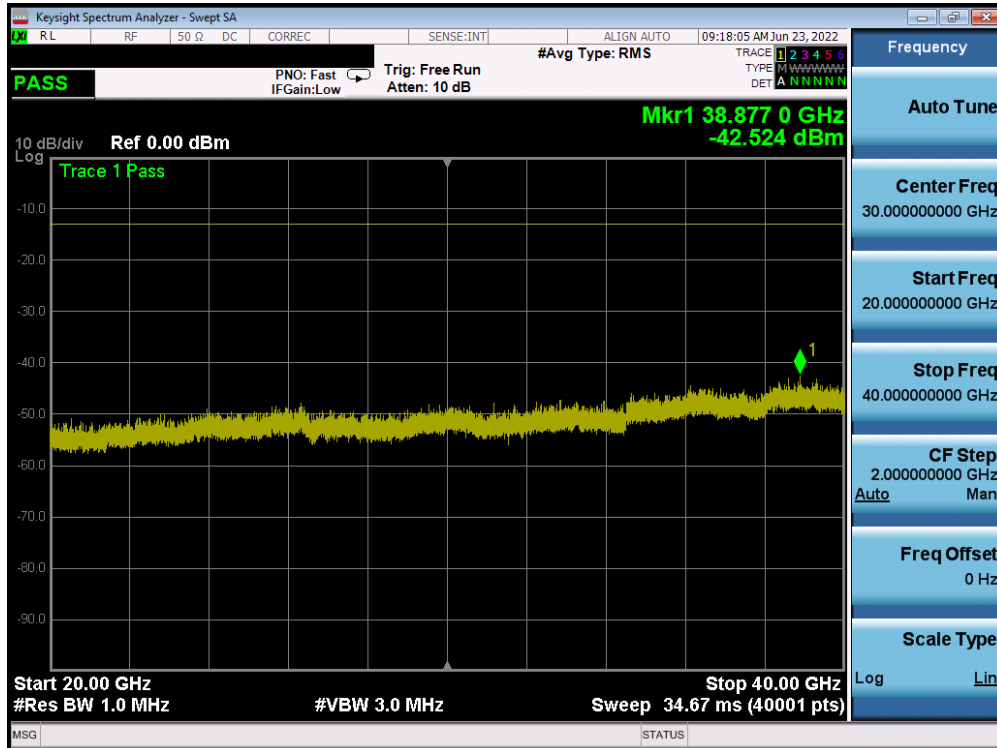 Keysight Spectrum Analyzer - Swept SA
LXI RL RF 50 Ω DC CORREC SENSE:INT ALIGN AUTO 09:18:05 AM Jun 23, 2022
PASS
PNO: Fast
IFGain:Low
Trig: Free Run
Atten: 10 dB
#Avg Type: RMS
TRACE 1 2 3 4 5 6
TYPE M WWWWW
DET A N N N N N
Mkr1 38.877 0 GHz
-42.524 dBm
10 dB/div Ref 0.00 dBm
Log
Trace 1 Pass
1
-10.0
-20.0
-30.0
-40.0
-50.0
-60.0
-70.0
-80.0
-90.0
Start 20.00 GHz Stop 40.00 GHz
#Res BW 1.0 MHz #VBW 3.0 MHz Sweep 34.67 ms (40001 pts)
MSG STATUS
Frequency
Auto Tune
Center Freq
30.000000000 GHz
Start Freq
20.000000000 GHz
Stop Freq
40.000000000 GHz
CF Step
2.000000000 GHz
Auto Man
Freq Offset
0 Hz
Scale Type
Log Lin